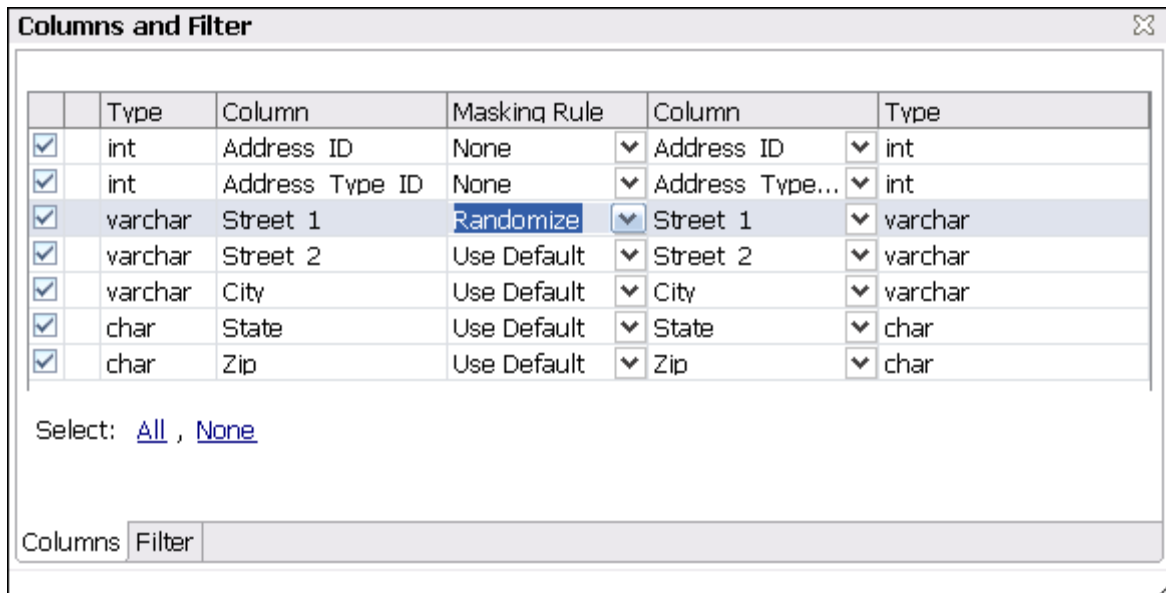 Columns and Filter
Type Column Masking Rule Column Type
int Address ID None Address ID int
int Address Type ID None Address Type... int
varchar Street 1 Randomize Street 1 varchar
varchar Street 2 Use Default Street 2 varchar
varchar City Use Default City varchar
char State Use Default State char
char Zip Use Default Zip char
Select: All , None
Columns Filter